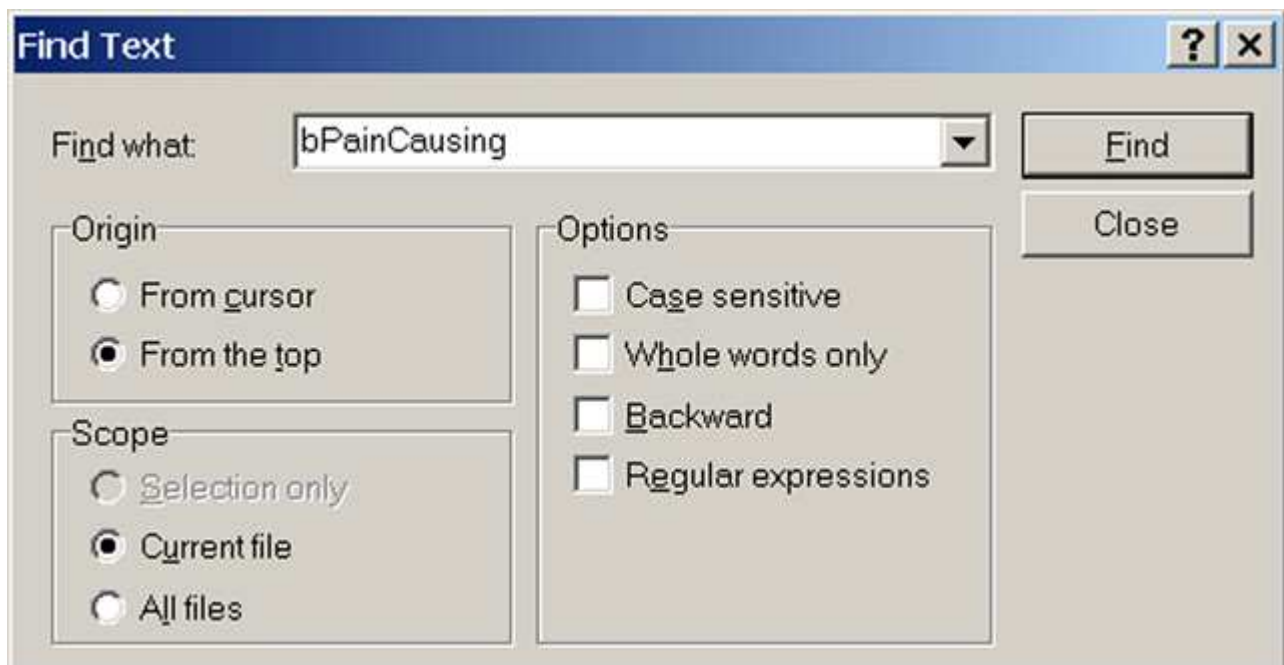 Find Text
Find what:
bPainCausing
Find
Close
Origin
From cursor
From the top
Scope
Selection only
Current file
All files
Options
Case sensitive
Whole words only
Backward
Regular expressions